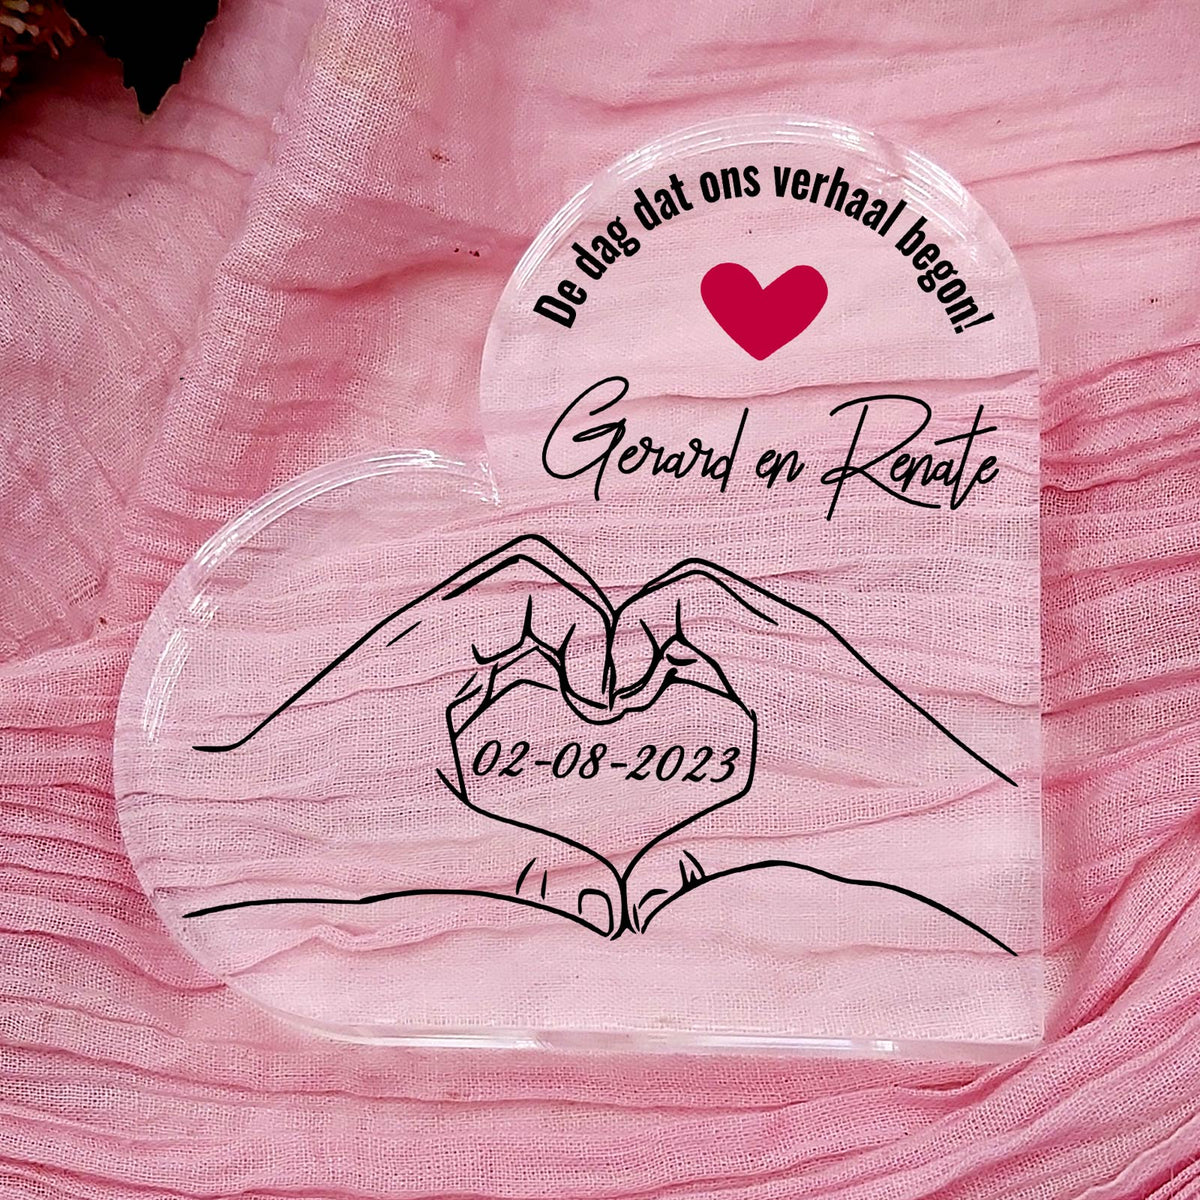 De dag dat ons verhaal begon!
Gerard en Renate
02-08-2023